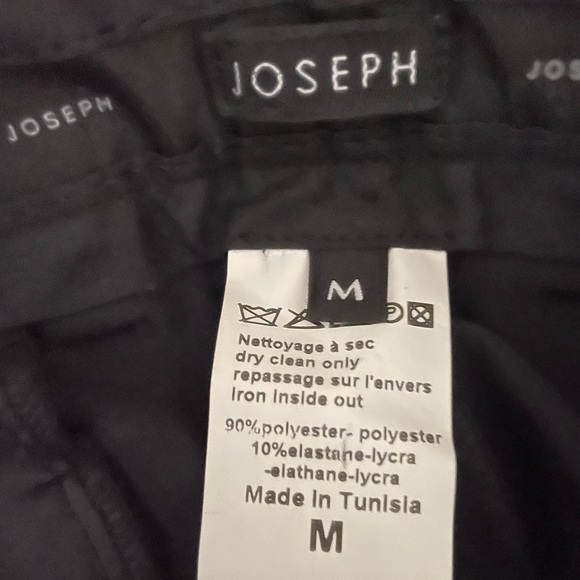 JOSEPH
JOSEPH
JOS
M
P
Nettoyage à sec
dry clean only
repassage sur l'envers
Iron Inside out
90%polyester- polyester
10%elastane-lycra
-elathane-lycra
Made In Tunisia
M